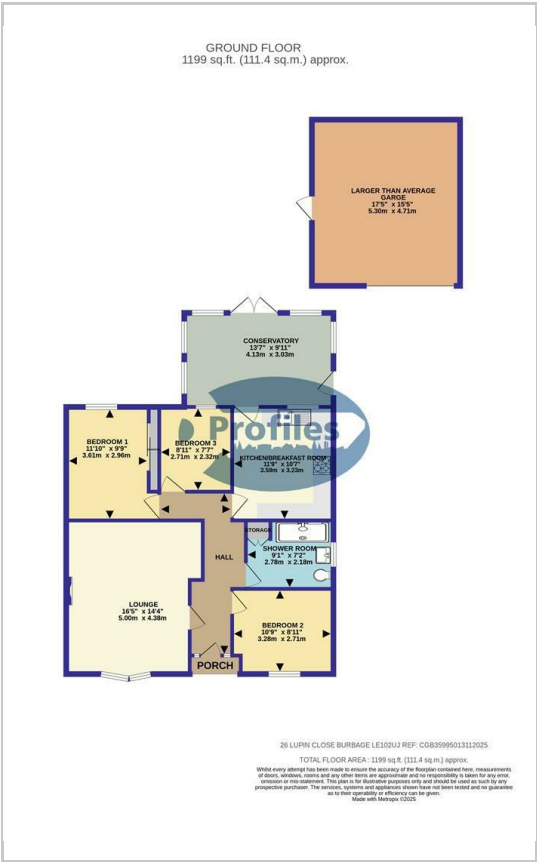 GROUND FLOOR
1199 sq.ft. (111.4 sq.m.) approx.
LARGER THAN AVERAGE
GARGE
17'5" x 15'5"
5.30m x 4.71m
CONSERVATORY
13'7" x 9'11"
4.13m x 3.03m
BEDROOM 1
11'10" x 9'9"
3.61m x 2.96m
BEDROOM 3
8'11" x 7'7"
2.71m x 2.32m
Profiles
KITCHEN/BREAKFAST ROOM
11'9" x 10'7"
3.59m x 3.23m
STORAGE
HALL
SHOWER ROOM
9'1" x 7'2"
2.78m x 2.18m
LOUNGE
16'5" x 14'4"
5.00m x 4.38m
BEDROOM 2
10'9" x 8'11"
3.28m x 2.71m
PORCH
26 LUPIN CLOSE BURBAGE LE102UJ REF: CGB35995013112025
TOTAL FLOOR AREA : 1199 sq.ft. (111.4 sq.m.) approx.
Whilst every attempt has been made to ensure the accuracy of the floorplan contained here, measurements
of doors, windows, rooms and any other items are approximate and no responsibility is taken for any error,
omission or mis-statement. This plan is for illustrative purposes only and should be used as such by any
prospective purchaser. The services, systems and appliances shown have not been tested and no guarantee
as to their operability or efficiency can be given.
Made with Metropix ©2025